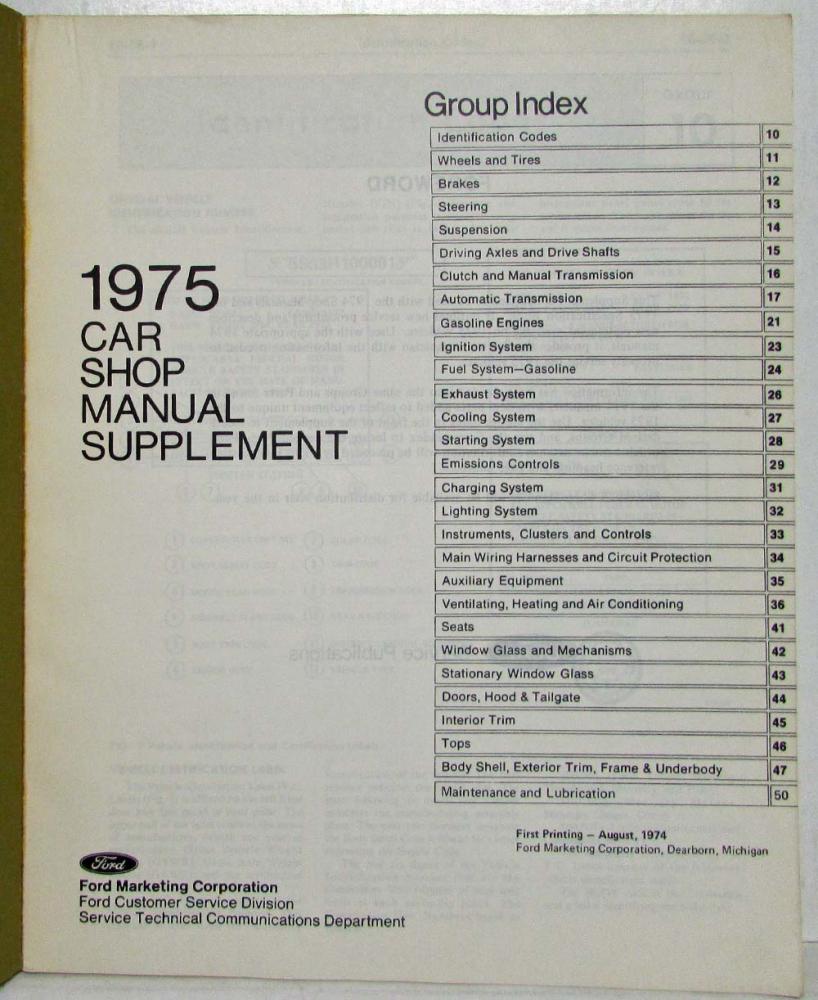 1975
CAR
SHOP
MANUAL
SUPPLEMENT
Group Index
Identification Codes 10
Wheels and Tires 11
Brakes 12
Steering 13
Suspension 14
Driving Axles and Drive Shafts 15
Clutch and Manual Transmission 16
Automatic Transmission 17
Gasoline Engines 21
Ignition System 23
Fuel System—Gasoline 24
Exhaust System 26
Cooling System 27
Starting System 28
Emissions Controls 29
Charging System 31
Lighting System 32
Instruments, Clusters and Controls 33
Main Wiring Harnesses and Circuit Protection 34
Auxiliary Equipment 35
Ventilating, Heating and Air Conditioning 36
Seats 41
Window Glass and Mechanisms 42
Stationary Window Glass 43
Doors, Hood & Tailgate 44
Interior Trim 45
Tops 46
Body Shell, Exterior Trim, Frame & Underbody 47
Maintenance and Lubrication 50
First Printing — August, 1974
Ford Marketing Corporation, Dearborn, Michigan
Ford
Ford Marketing Corporation
Ford Customer Service Division
Service Technical Communications Department